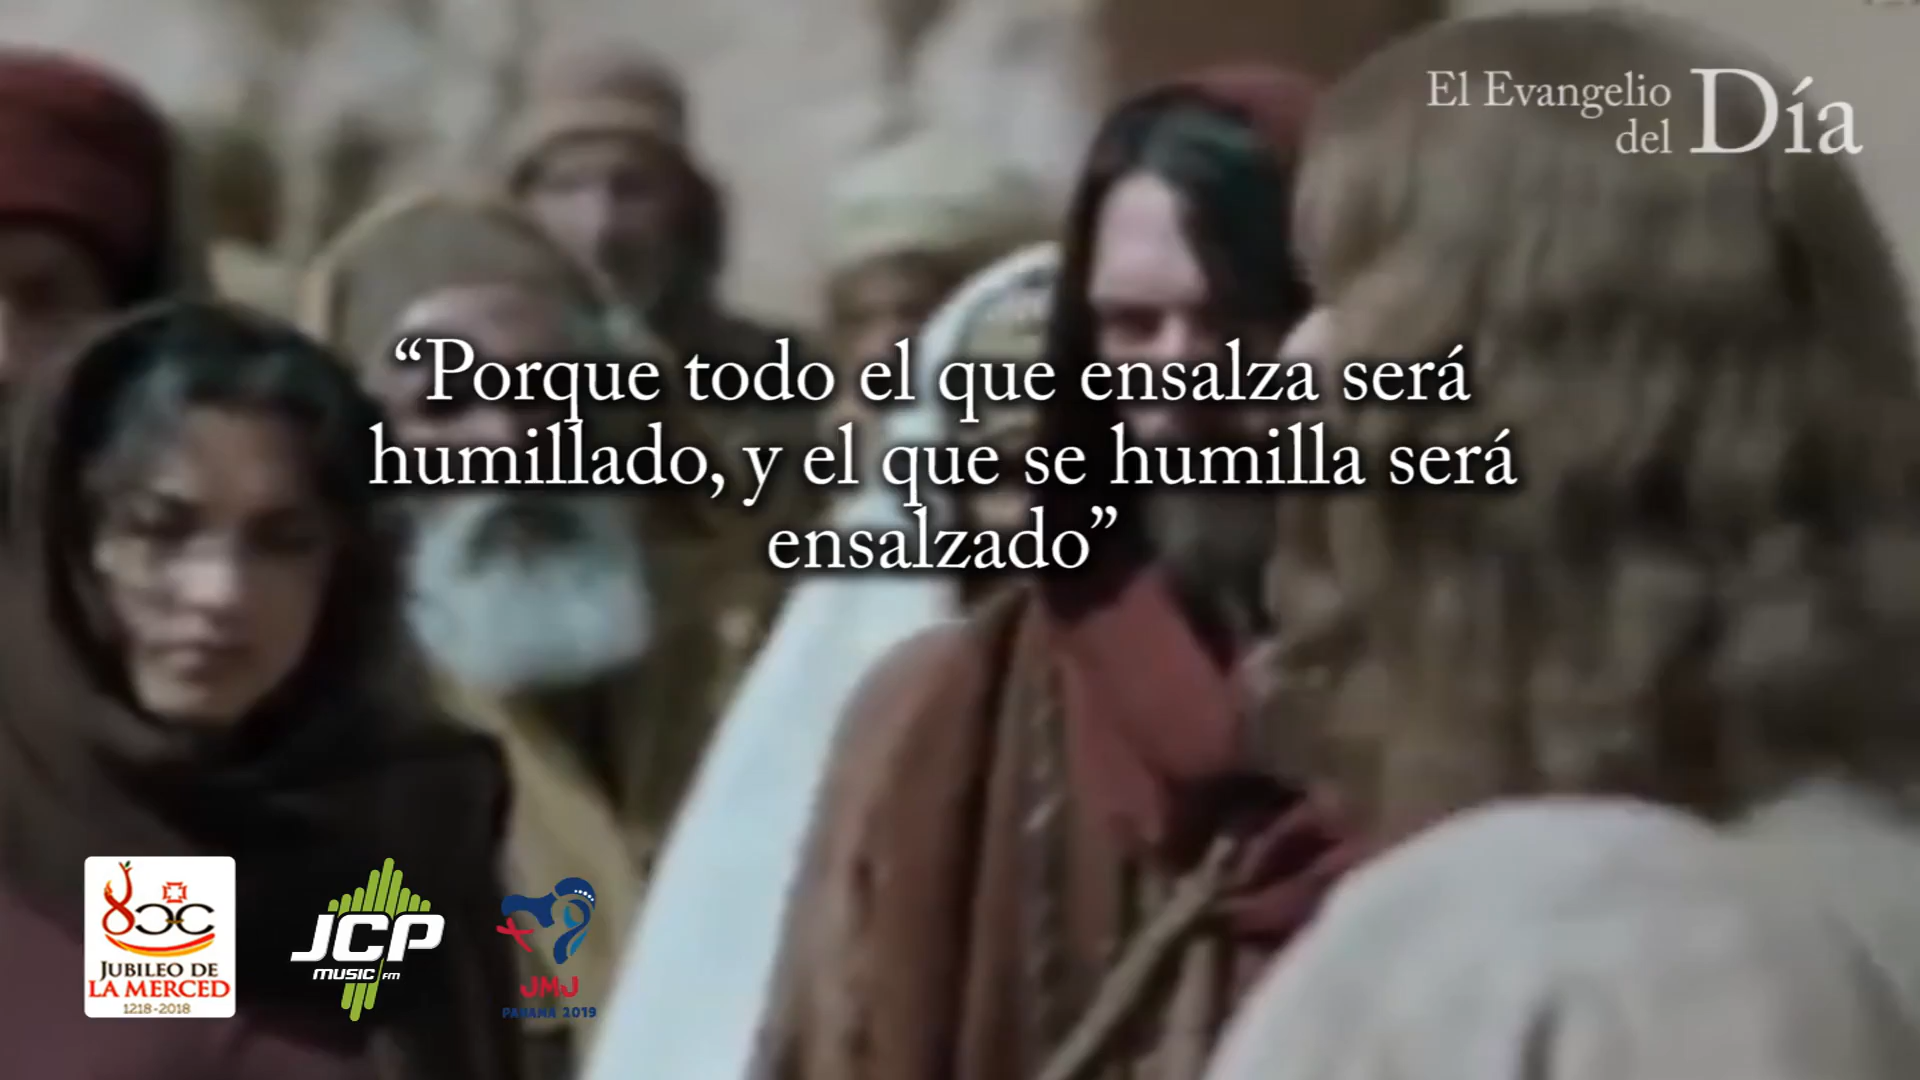 El Evangelio
del Día
“Porque todo el que ensalza será
humillado, y el que se humilla será
ensalzado”
JUBILEO DE
LA MERCED
1218-2018
JCP
MUSIC FM
JMJ
PANAMÁ 2019